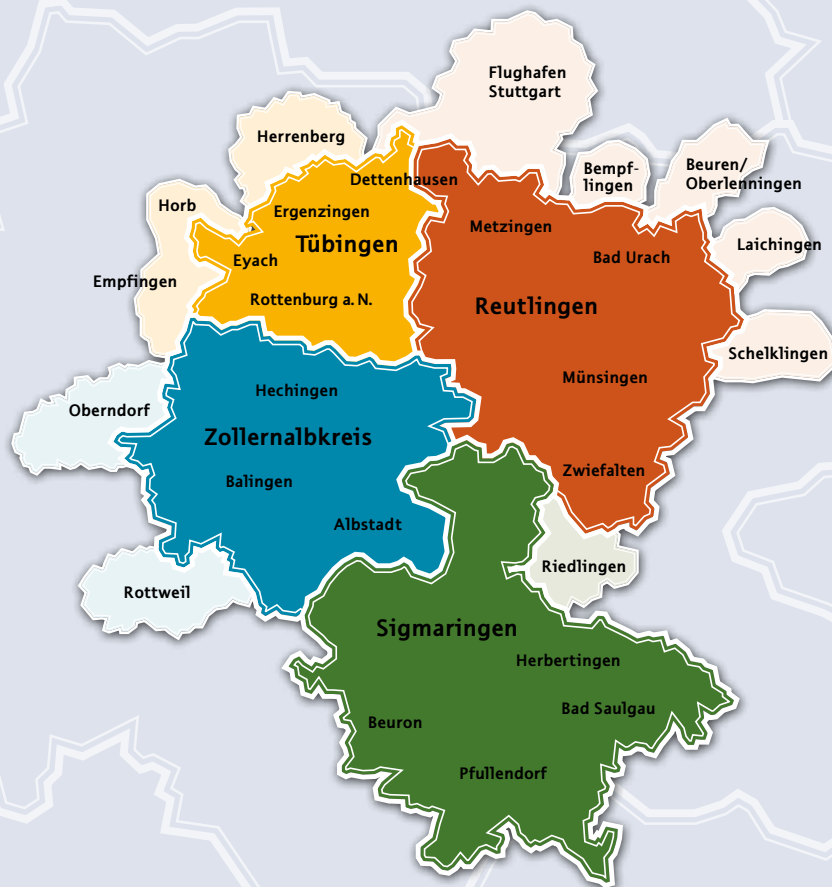 Flughafen
Stuttgart
Herrenberg
Bempf-
lingen
Beuren/
Oberlenningen
Dettenhausen
Horb
Ergenzingen
Metzingen
Tübingen
Laichingen
Eyach
Bad Urach
Empfingen
Rottenburg a. N.
Reutlingen
Schelklingen
Münsingen
Hechingen
Oberndorf
Zollernalbkreis
Zwiefalten
Balingen
Albstadt
Riedlingen
Rottweil
Sigmaringen
Herbertingen
Bad Saulgau
Beuron
Pfullendorf